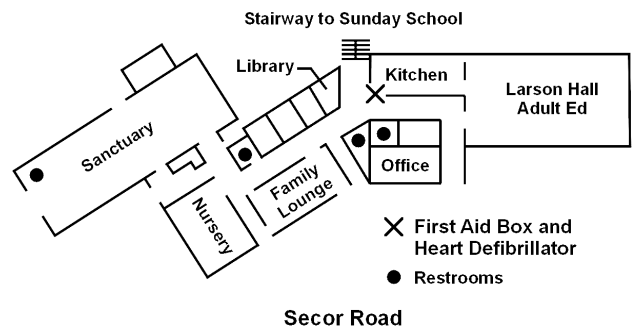 Stairway to Sunday School
Library
Kitchen
Larson Hall
Adult Ed
Sanctuary
Office
Family
Lounge
Nursery
First Aid Box and
Heart Defibrillator
Restrooms
Secor Road